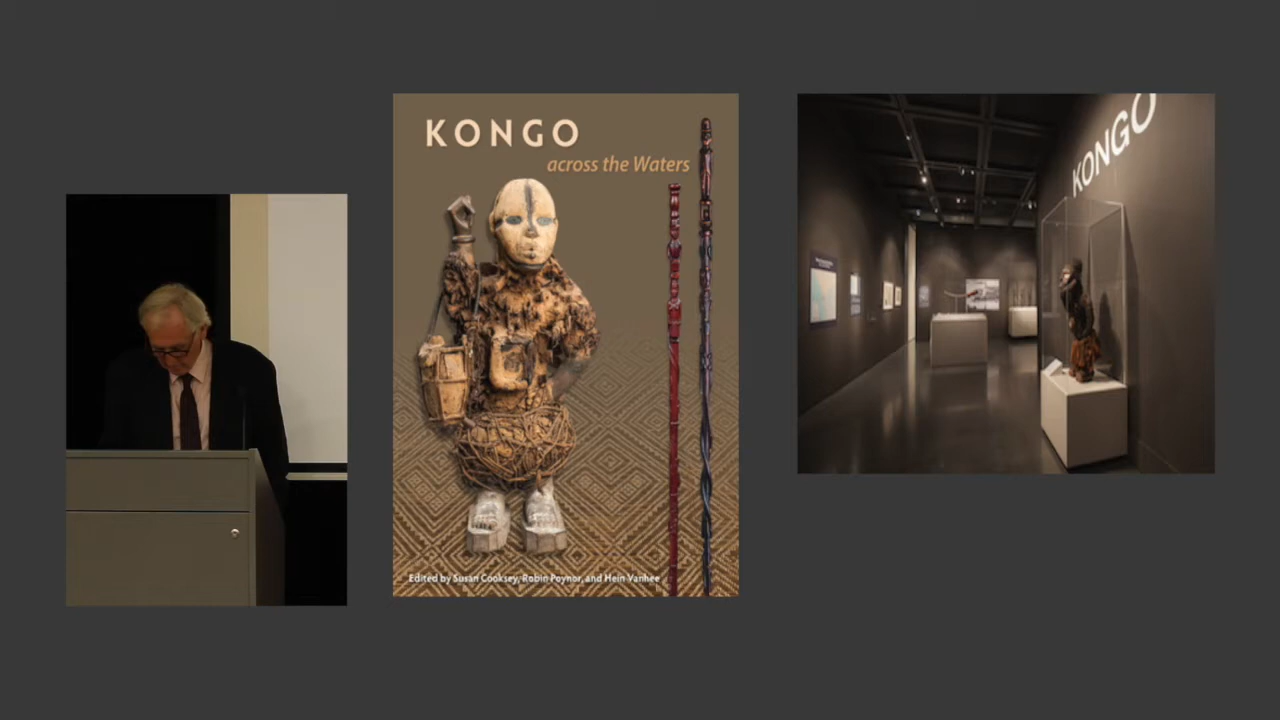 KONGO
across the Waters
Edited by Susan Cooksey, Robin Poynor, and Hein Vanhee
KONGO